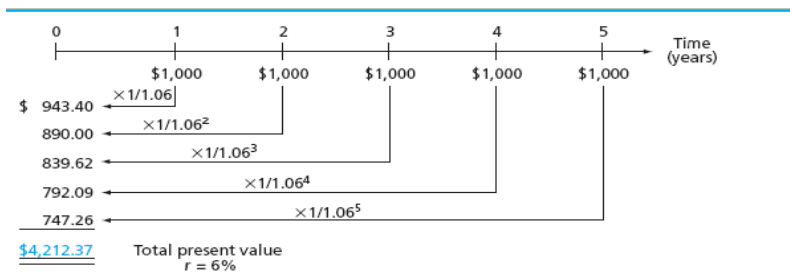 0 1 2 3 4 5
Time
(years)
$1,000 $1,000 $1,000 $1,000 $1,000
×1/1.06
$ 943.40
×1/1.06²
890.00
×1/1.06³
839.62
×1/1.06⁴
792.09
×1/1.06⁵
747.26
$4,212.37 Total present value
r = 6%